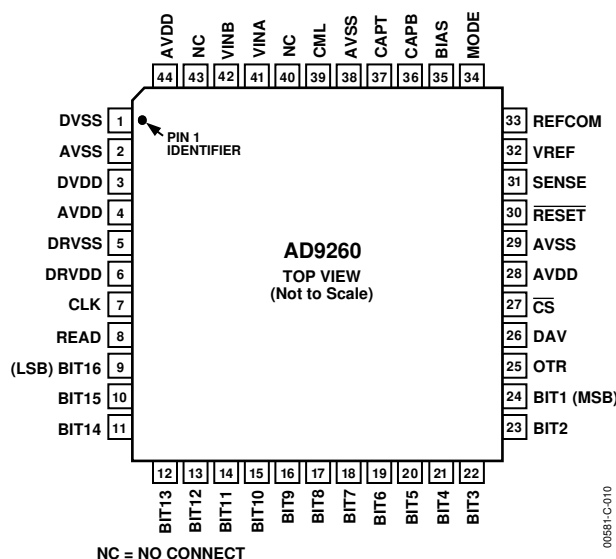 AVDD NC VINB VINA NC CML AVSS CAPT CAPB BIAS MODE
44 43 42 41 40 39 38 37 36 35 34
DVSS 1
AVSS 2
DVDD 3
AVDD 4
DRVSS 5
DRVDD 6
CLK 7
READ 8
(LSB) BIT16 9
BIT15 10
BIT14 11
PIN 1
IDENTIFIER
AD9260
TOP VIEW
(Not to Scale)
33 REFCOM
32 VREF
31 SENSE
30 RESET
29 AVSS
28 AVDD
27 CS
26 DAV
25 OTR
24 BIT1 (MSB)
23 BIT2
12 13 14 15 16 17 18 19 20 21 22
BIT13 BIT12 BIT11 BIT10 BIT9 BIT8 BIT7 BIT6 BIT5 BIT4 BIT3
NC = NO CONNECT
00581-C-010